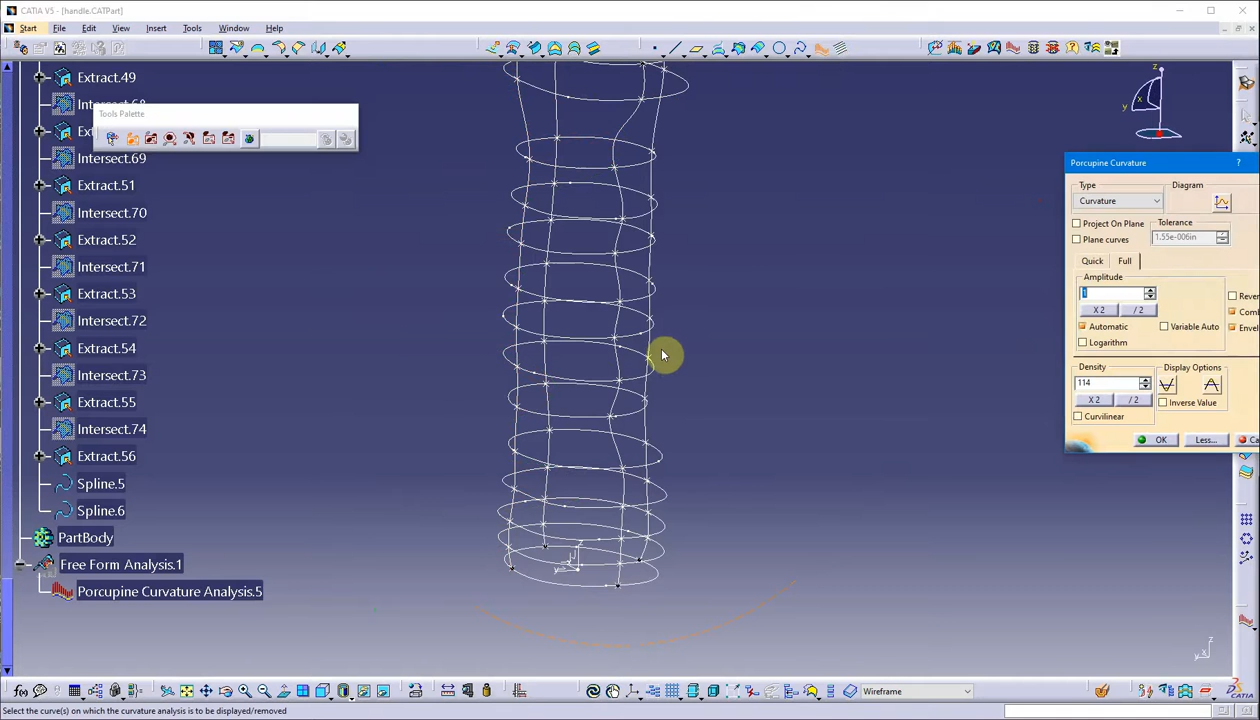 CATIA V5 - [handle.CATPart]
Start File Edit View Insert Tools Window Help
Extract.49
Tools Palette
Intersect.69
Extract.51
Intersect.70
Extract.52
Intersect.71
Extract.53
Intersect.72
Extract.54
Intersect.73
Extract.55
Intersect.74
Extract.56
Spline.5
Spline.6
PartBody
Free Form Analysis.1
Porcupine Curvature Analysis.5
z
y
x
Porcupine Curvature ?
Type
Diagram
Curvature
Project On Plane
Tolerance
Plane curves
1.55e-006in
Quick Full
Amplitude
1
X 2 / 2
Automatic
Variable Auto
Logarithm
Density
Display Options
114
X 2 / 2
Inverse Value
Curvilinear
OK Less...
Wireframe
Select the curve(s) on which the curvature analysis is to be displayed/removed